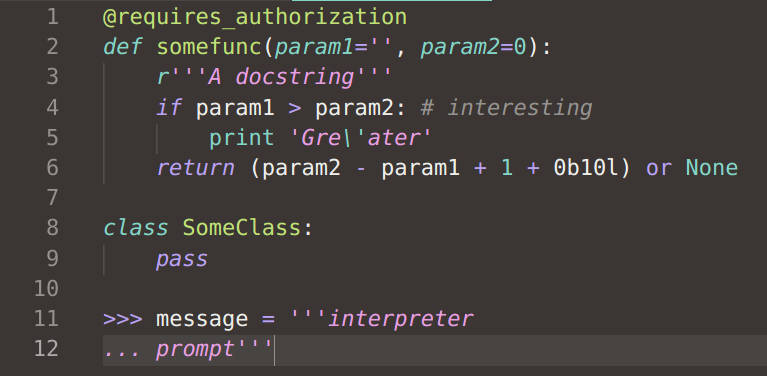 1 @requires_authorization
2 def somefunc(param1='', param2=0):
3     r'''A docstring'''
4     if param1 > param2: # interesting
5         print 'Gre\'ater'
6     return (param2 - param1 + 1 + 0b10l) or None
7
8 class SomeClass:
9     pass
10
11 >>> message = '''interpreter
12 ... prompt'''